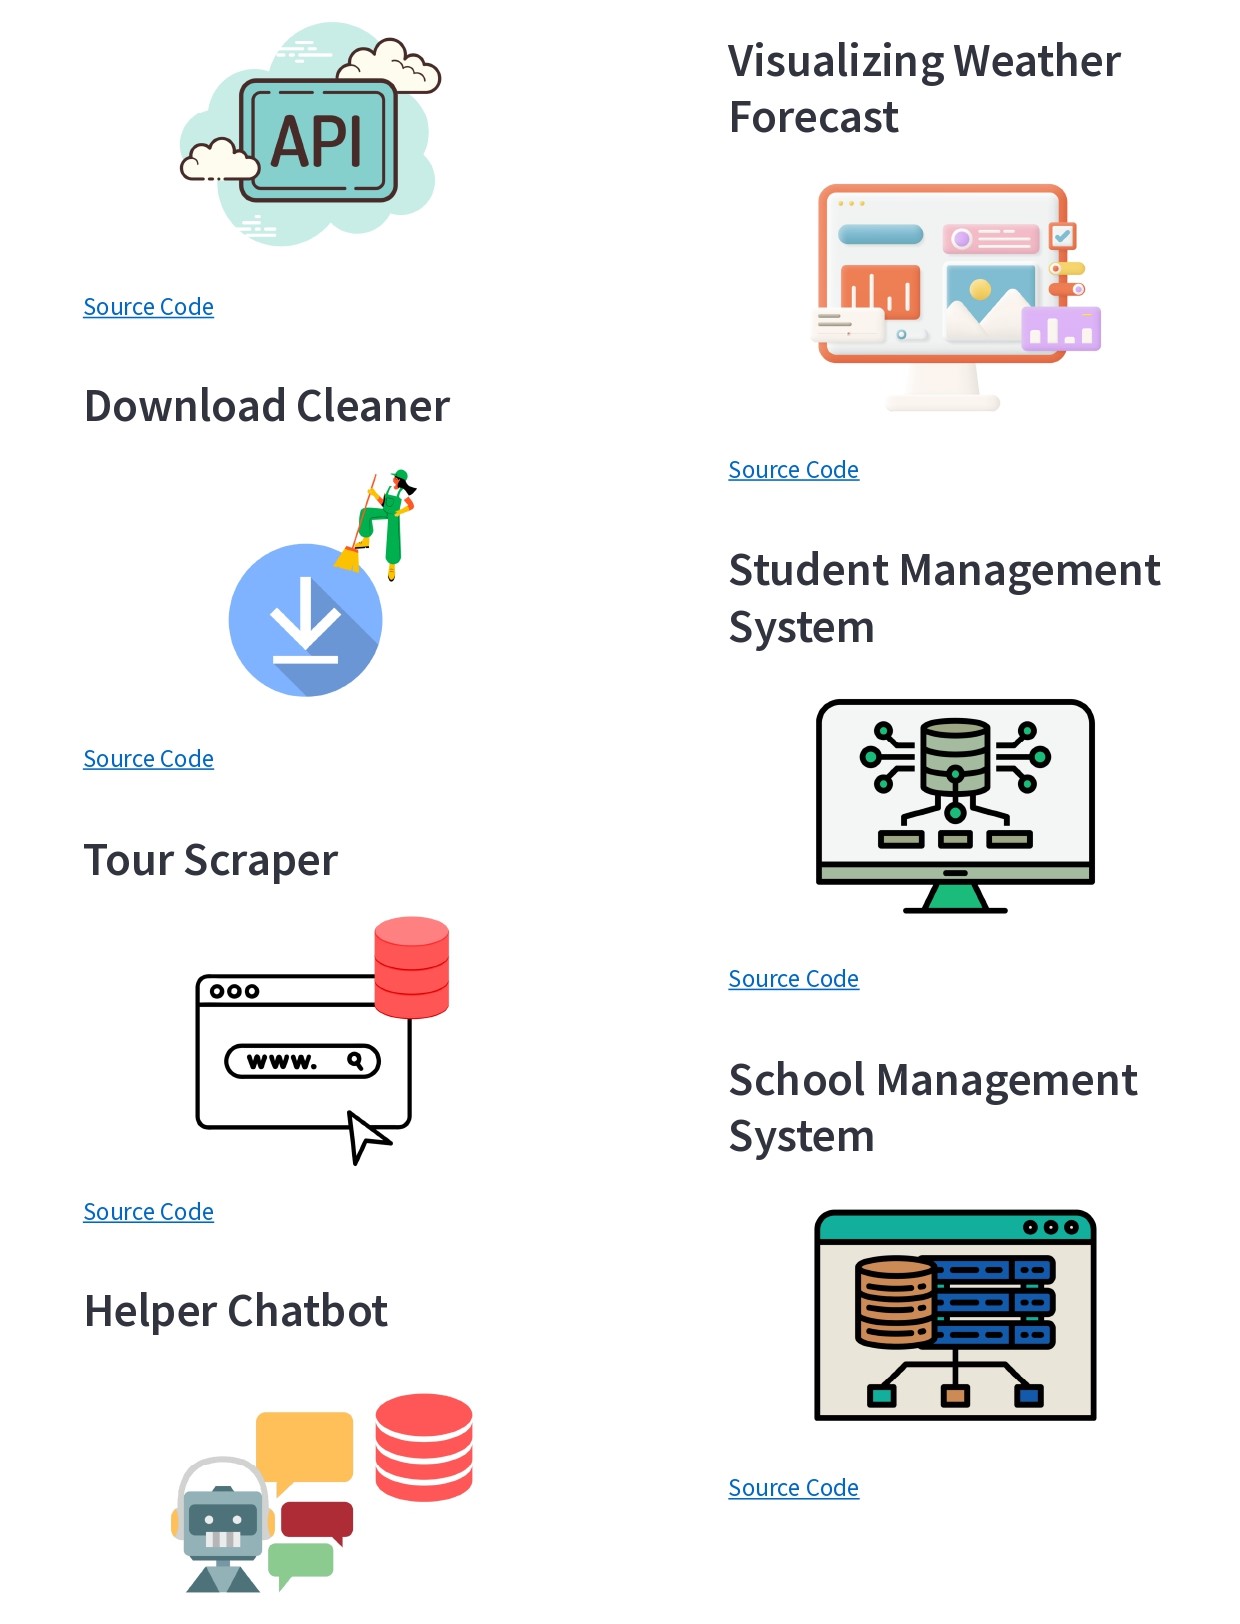 API
Source Code
Download Cleaner
Source Code
Tour Scraper
www.
Source Code
Helper Chatbot
Visualizing Weather
Forecast
Source Code
Student Management
System
Source Code
School Management
System
Source Code